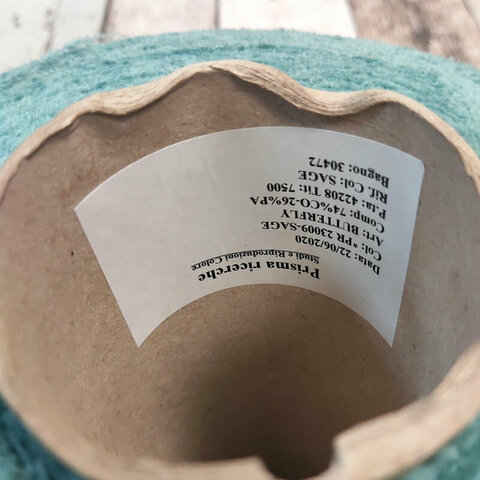 Prisma ricerche
Studi e Riproduzioni Colore
Data: 22/06/2020
Col: *PR 23009-SAGE
Art: BUTTERFLY
Comp: 74%CO-26%PA
P.ta: 42208 Tit: 7500
Rif. Col: SAGE
Bagno: 30472